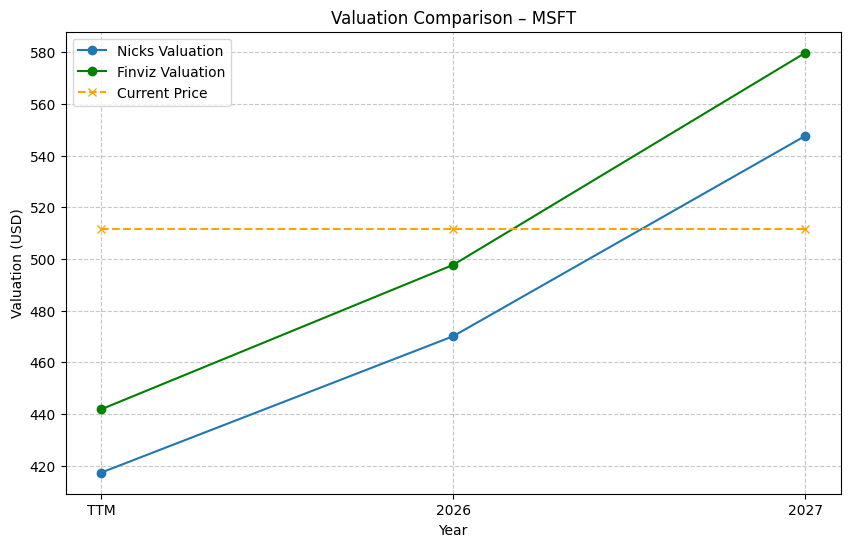 Valuation Comparison – MSFT
Nicks Valuation
Finviz Valuation
Current Price
Valuation (USD)
580
560
540
520
500
480
460
440
420
TTM
2026
2027
Year